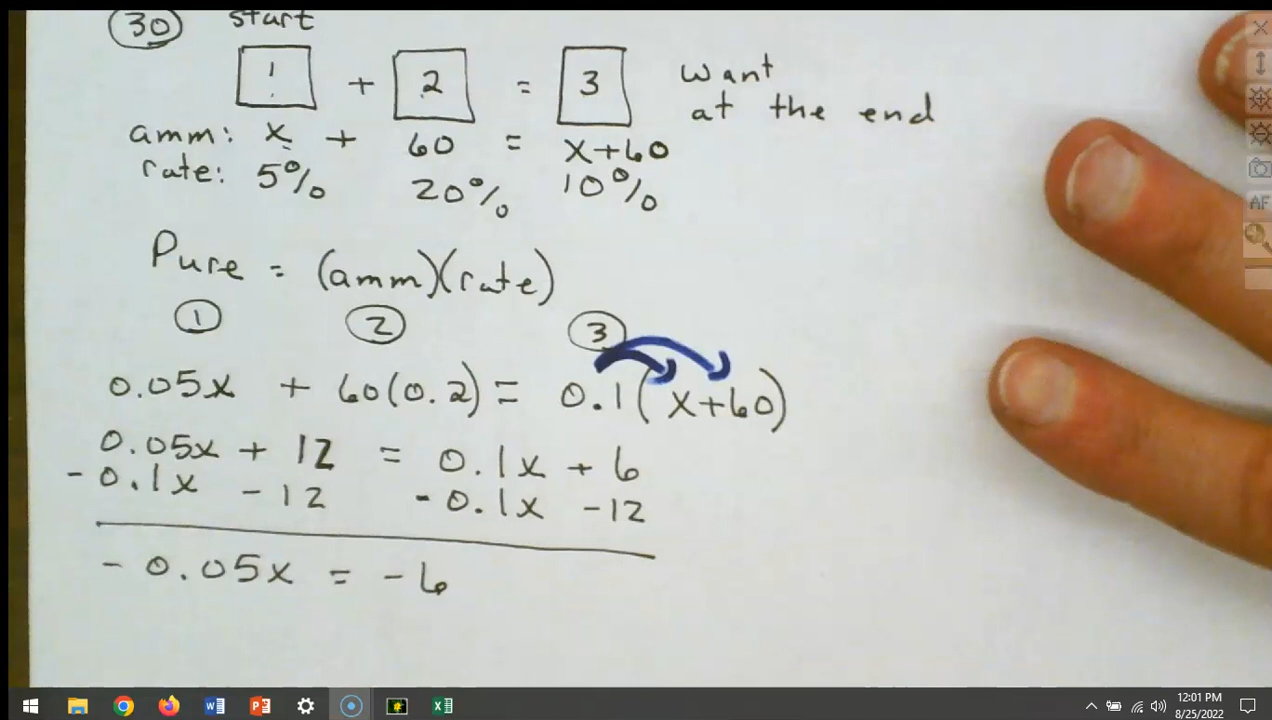 30 start
1 + 2 = 3 want
at the end
amm: x + 60 = x+60
rate: 5% 20% 10%
Pure = (amm)(rate)
1 2 3
0.05x + 60(0.2) = 0.1(x+60)
0.05x + 12 = 0.1x + 6
-0.1x -12 -0.1x -12
-0.05x = -6
AF
12:01 PM
8/25/2022